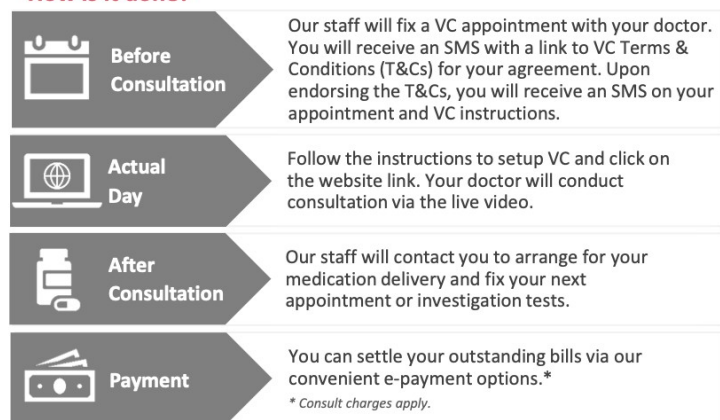 Before
Consultation
Our staff will fix a VC appointment with your doctor.
You will receive an SMS with a link to VC Terms &
Conditions (T&Cs) for your agreement. Upon
endorsing the T&Cs, you will receive an SMS on your
appointment and VC instructions.
Actual
Day
Follow the instructions to setup VC and click on
the website link. Your doctor will conduct
consultation via the live video.
After
Consultation
Our staff will contact you to arrange for your
medication delivery and fix your next
appointment or investigation tests.
Payment
You can settle your outstanding bills via our
convenient e-payment options.*
* Consult charges apply.